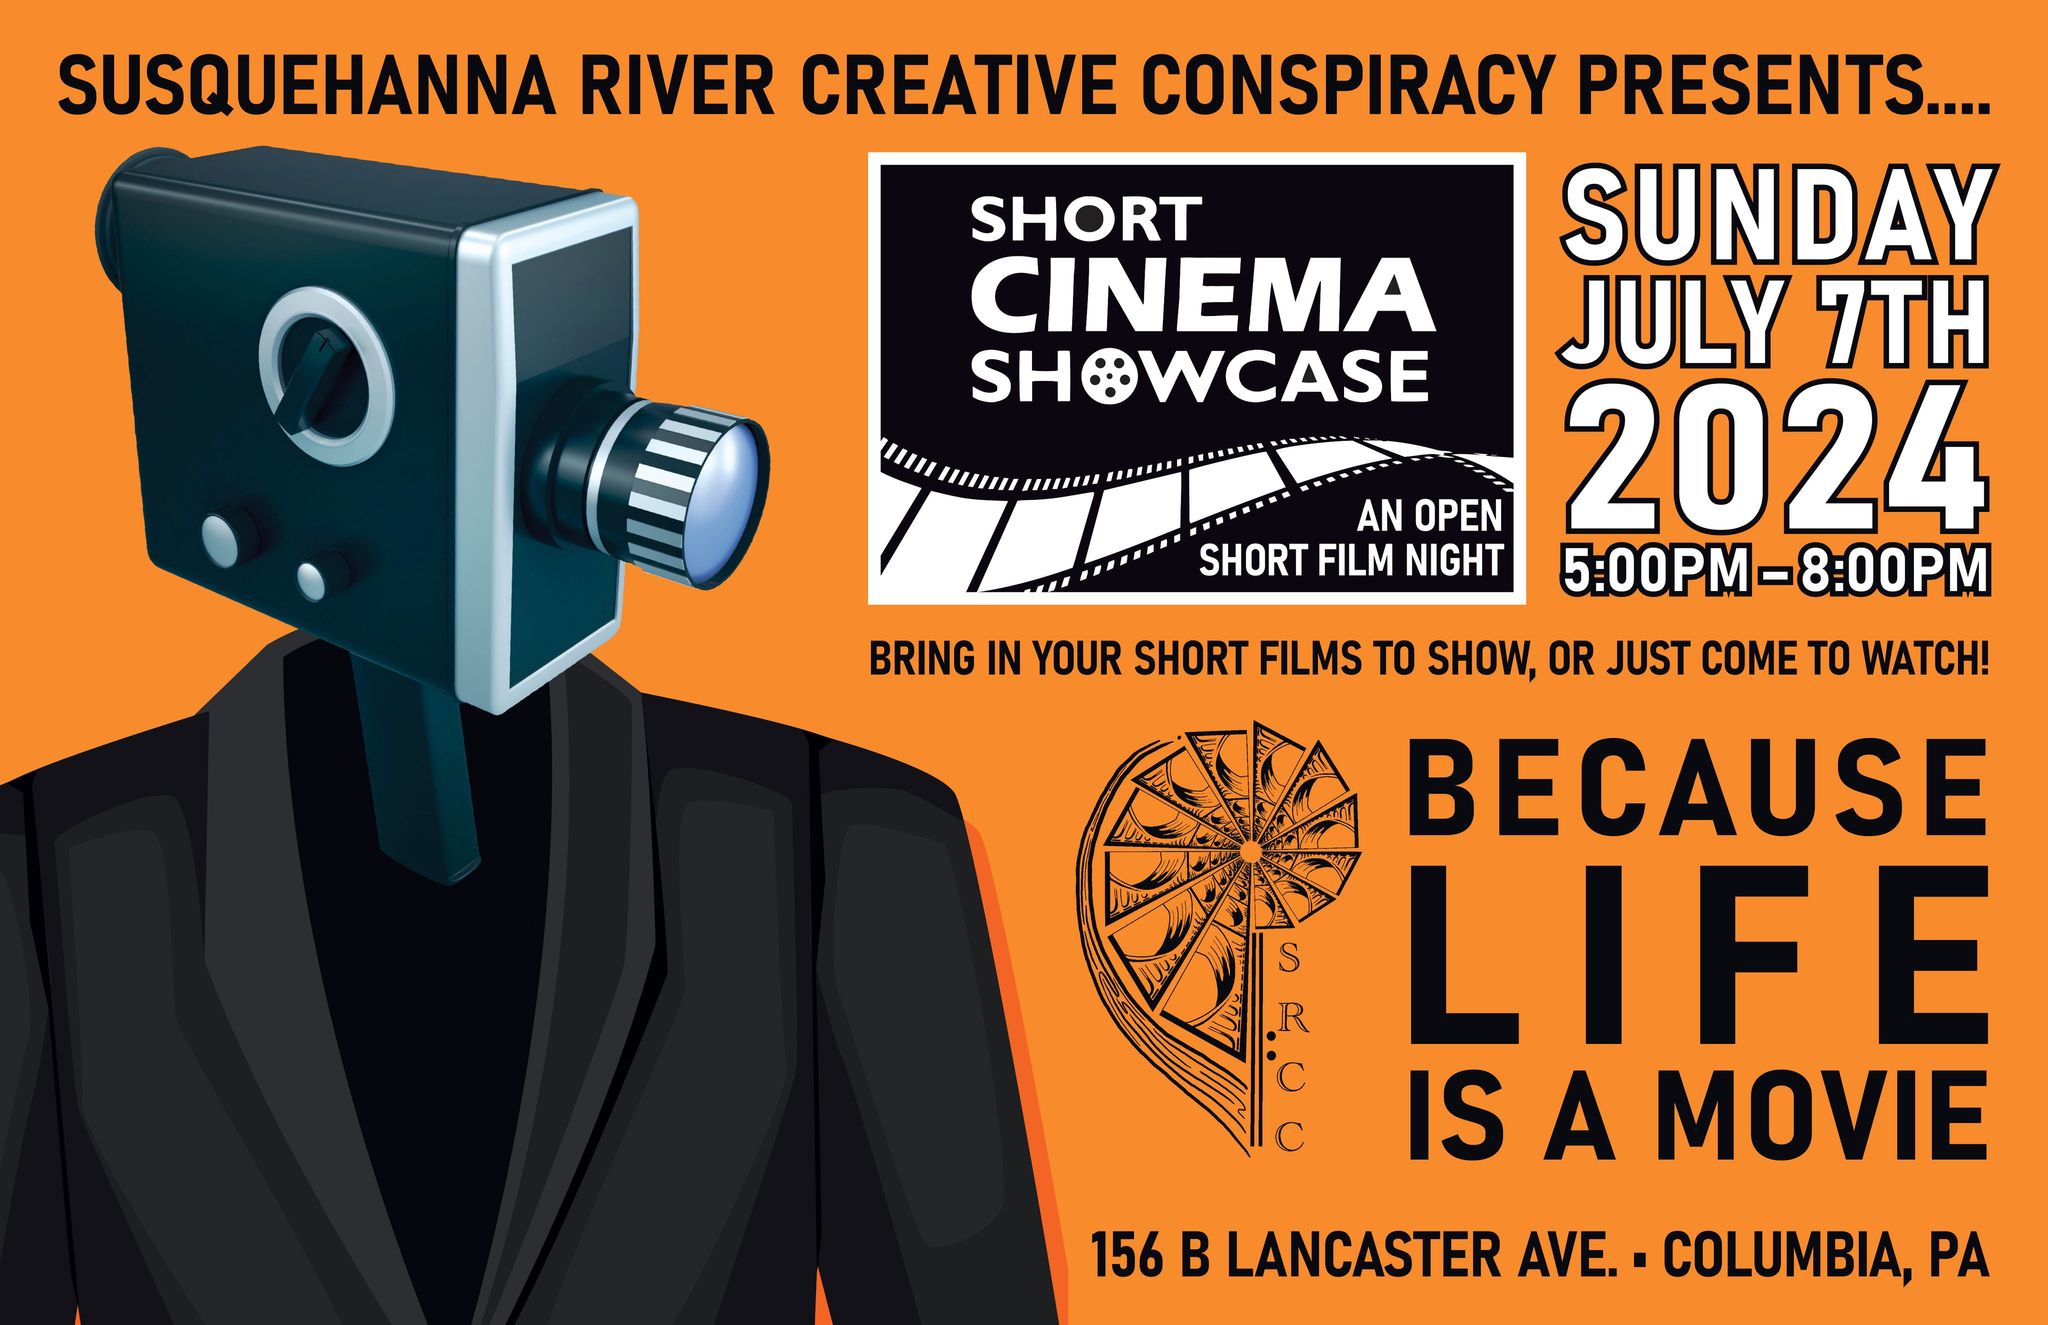 SUSQUEHANNA RIVER CREATIVE CONSPIRACY PRESENTS....
SHORT
CINEMA
SHOWCASE
AN OPEN
SHORT FILM NIGHT
SUNDAY
JULY 7TH
2024
5:00PM – 8:00PM
BRING IN YOUR SHORT FILMS TO SHOW, OR JUST COME TO WATCH!
S
R
C
C
BECAUSE
LIFE
IS A MOVIE
156 B LANCASTER AVE. ▪ COLUMBIA, PA